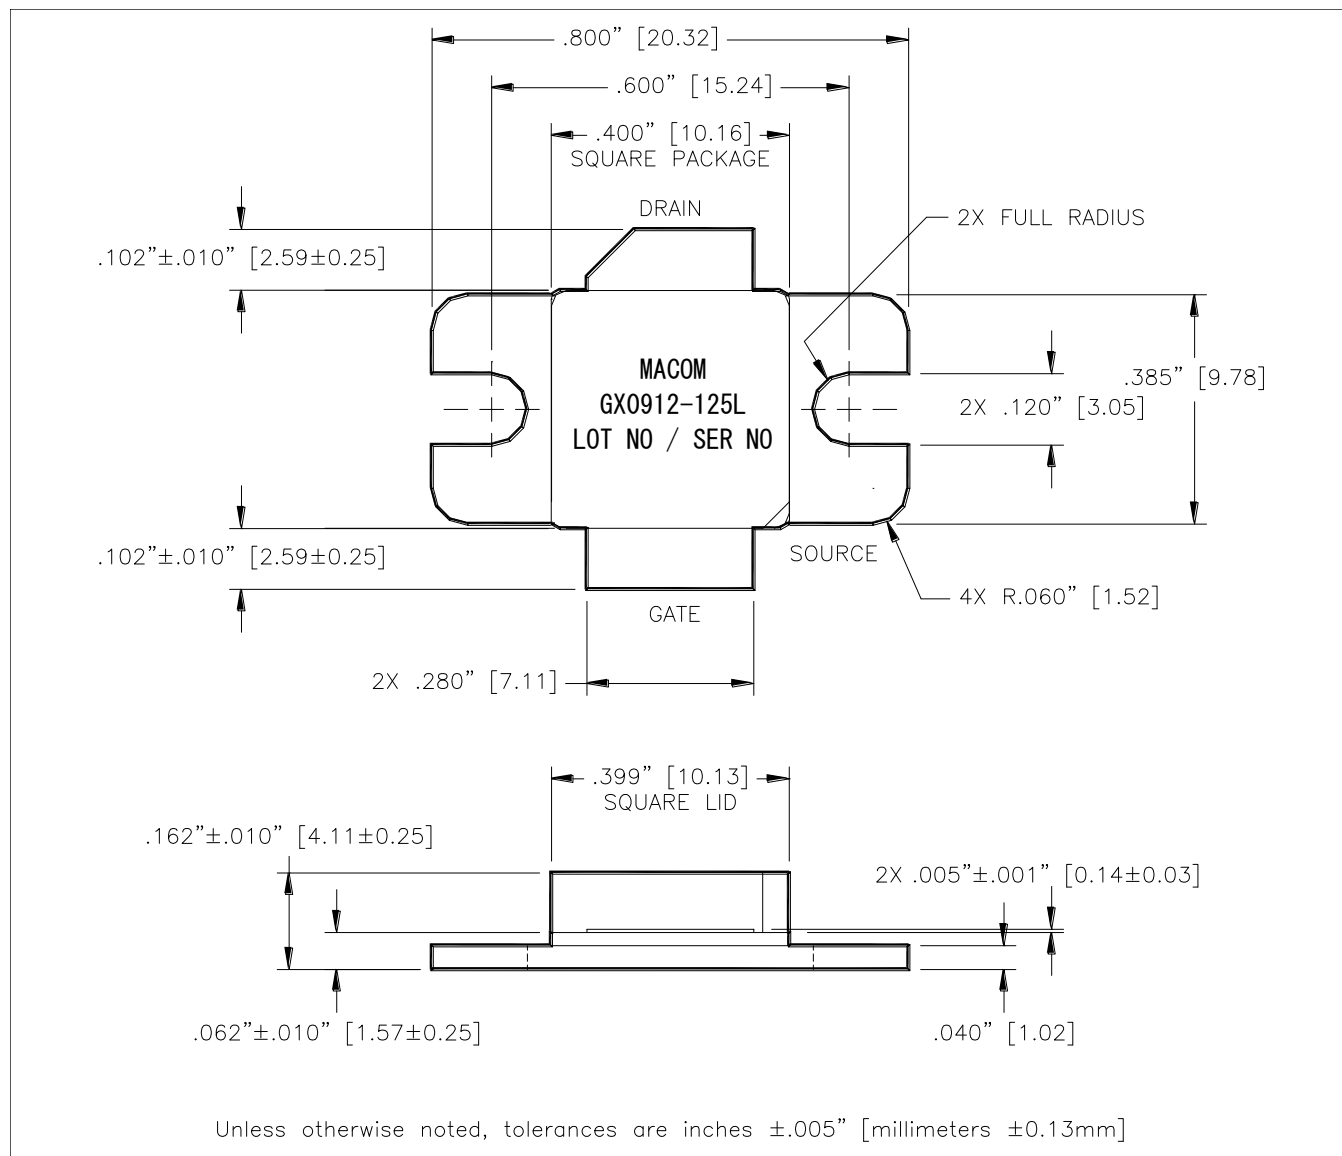 .800” [20.32]
.600” [15.24]
.400” [10.16]
SQUARE PACKAGE
DRAIN
2X FULL RADIUS
.102”±.010” [2.59±0.25]
MACOM
GX0912-125L
LOT NO / SER NO
.385” [9.78]
2X .120” [3.05]
.102”±.010” [2.59±0.25]
SOURCE
4X R.060” [1.52]
GATE
2X .280” [7.11]
.399” [10.13]
SQUARE LID
.162”±.010” [4.11±0.25]
2X .005”±.001” [0.14±0.03]
.062”±.010” [1.57±0.25]
.040” [1.02]
Unless otherwise noted, tolerances are inches ±.005” [millimeters ±0.13mm]